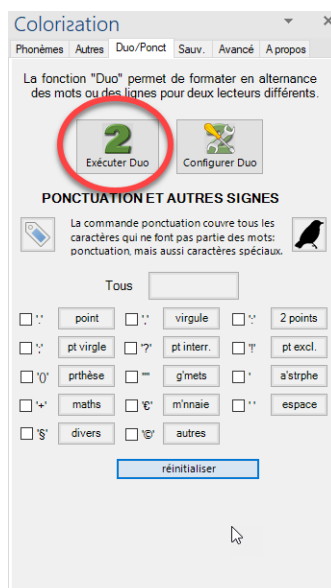 Colorization
Phonèmes Autres Duo/Ponct Sauv. Avancé A propos
La fonction "Duo" permet de formater en alternance
des mots ou des lignes pour deux lecteurs différents.
2
Exécuter Duo Configurer Duo
PONCTUATION ET AUTRES SIGNES
La commande ponctuation couvre tous les
caractères qui ne font pas partie des mots:
ponctuation, mais aussi caractères spéciaux.
Tous
'.' point ',' virgule ':' 2 points
';' pt virgle '?' pt interr. '!' pt excl.
'()' prthèse '"' g'mets ' a'strphe
'+' maths '€' m'nnaie ' ' espace
'§' divers '©' autres
réinitialiser